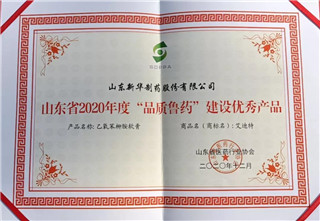 山东新华制药股份有限公司
山东省2020年度“品质鲁药”建设优秀产品
产品名称：乙氧苯柳胺软膏 商品名（商标名）：艾迪特
山东省医药行业协会
二〇二〇年十二月